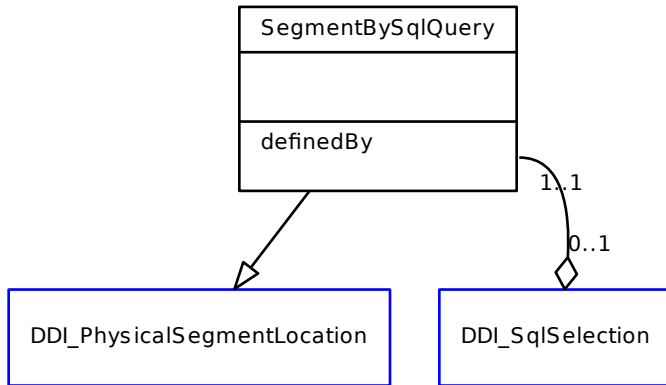 SegmentBySqlQuery
definedBy
1..1
0..1
DDI_PhysicalSegmentLocation
DDI_SqlSelection